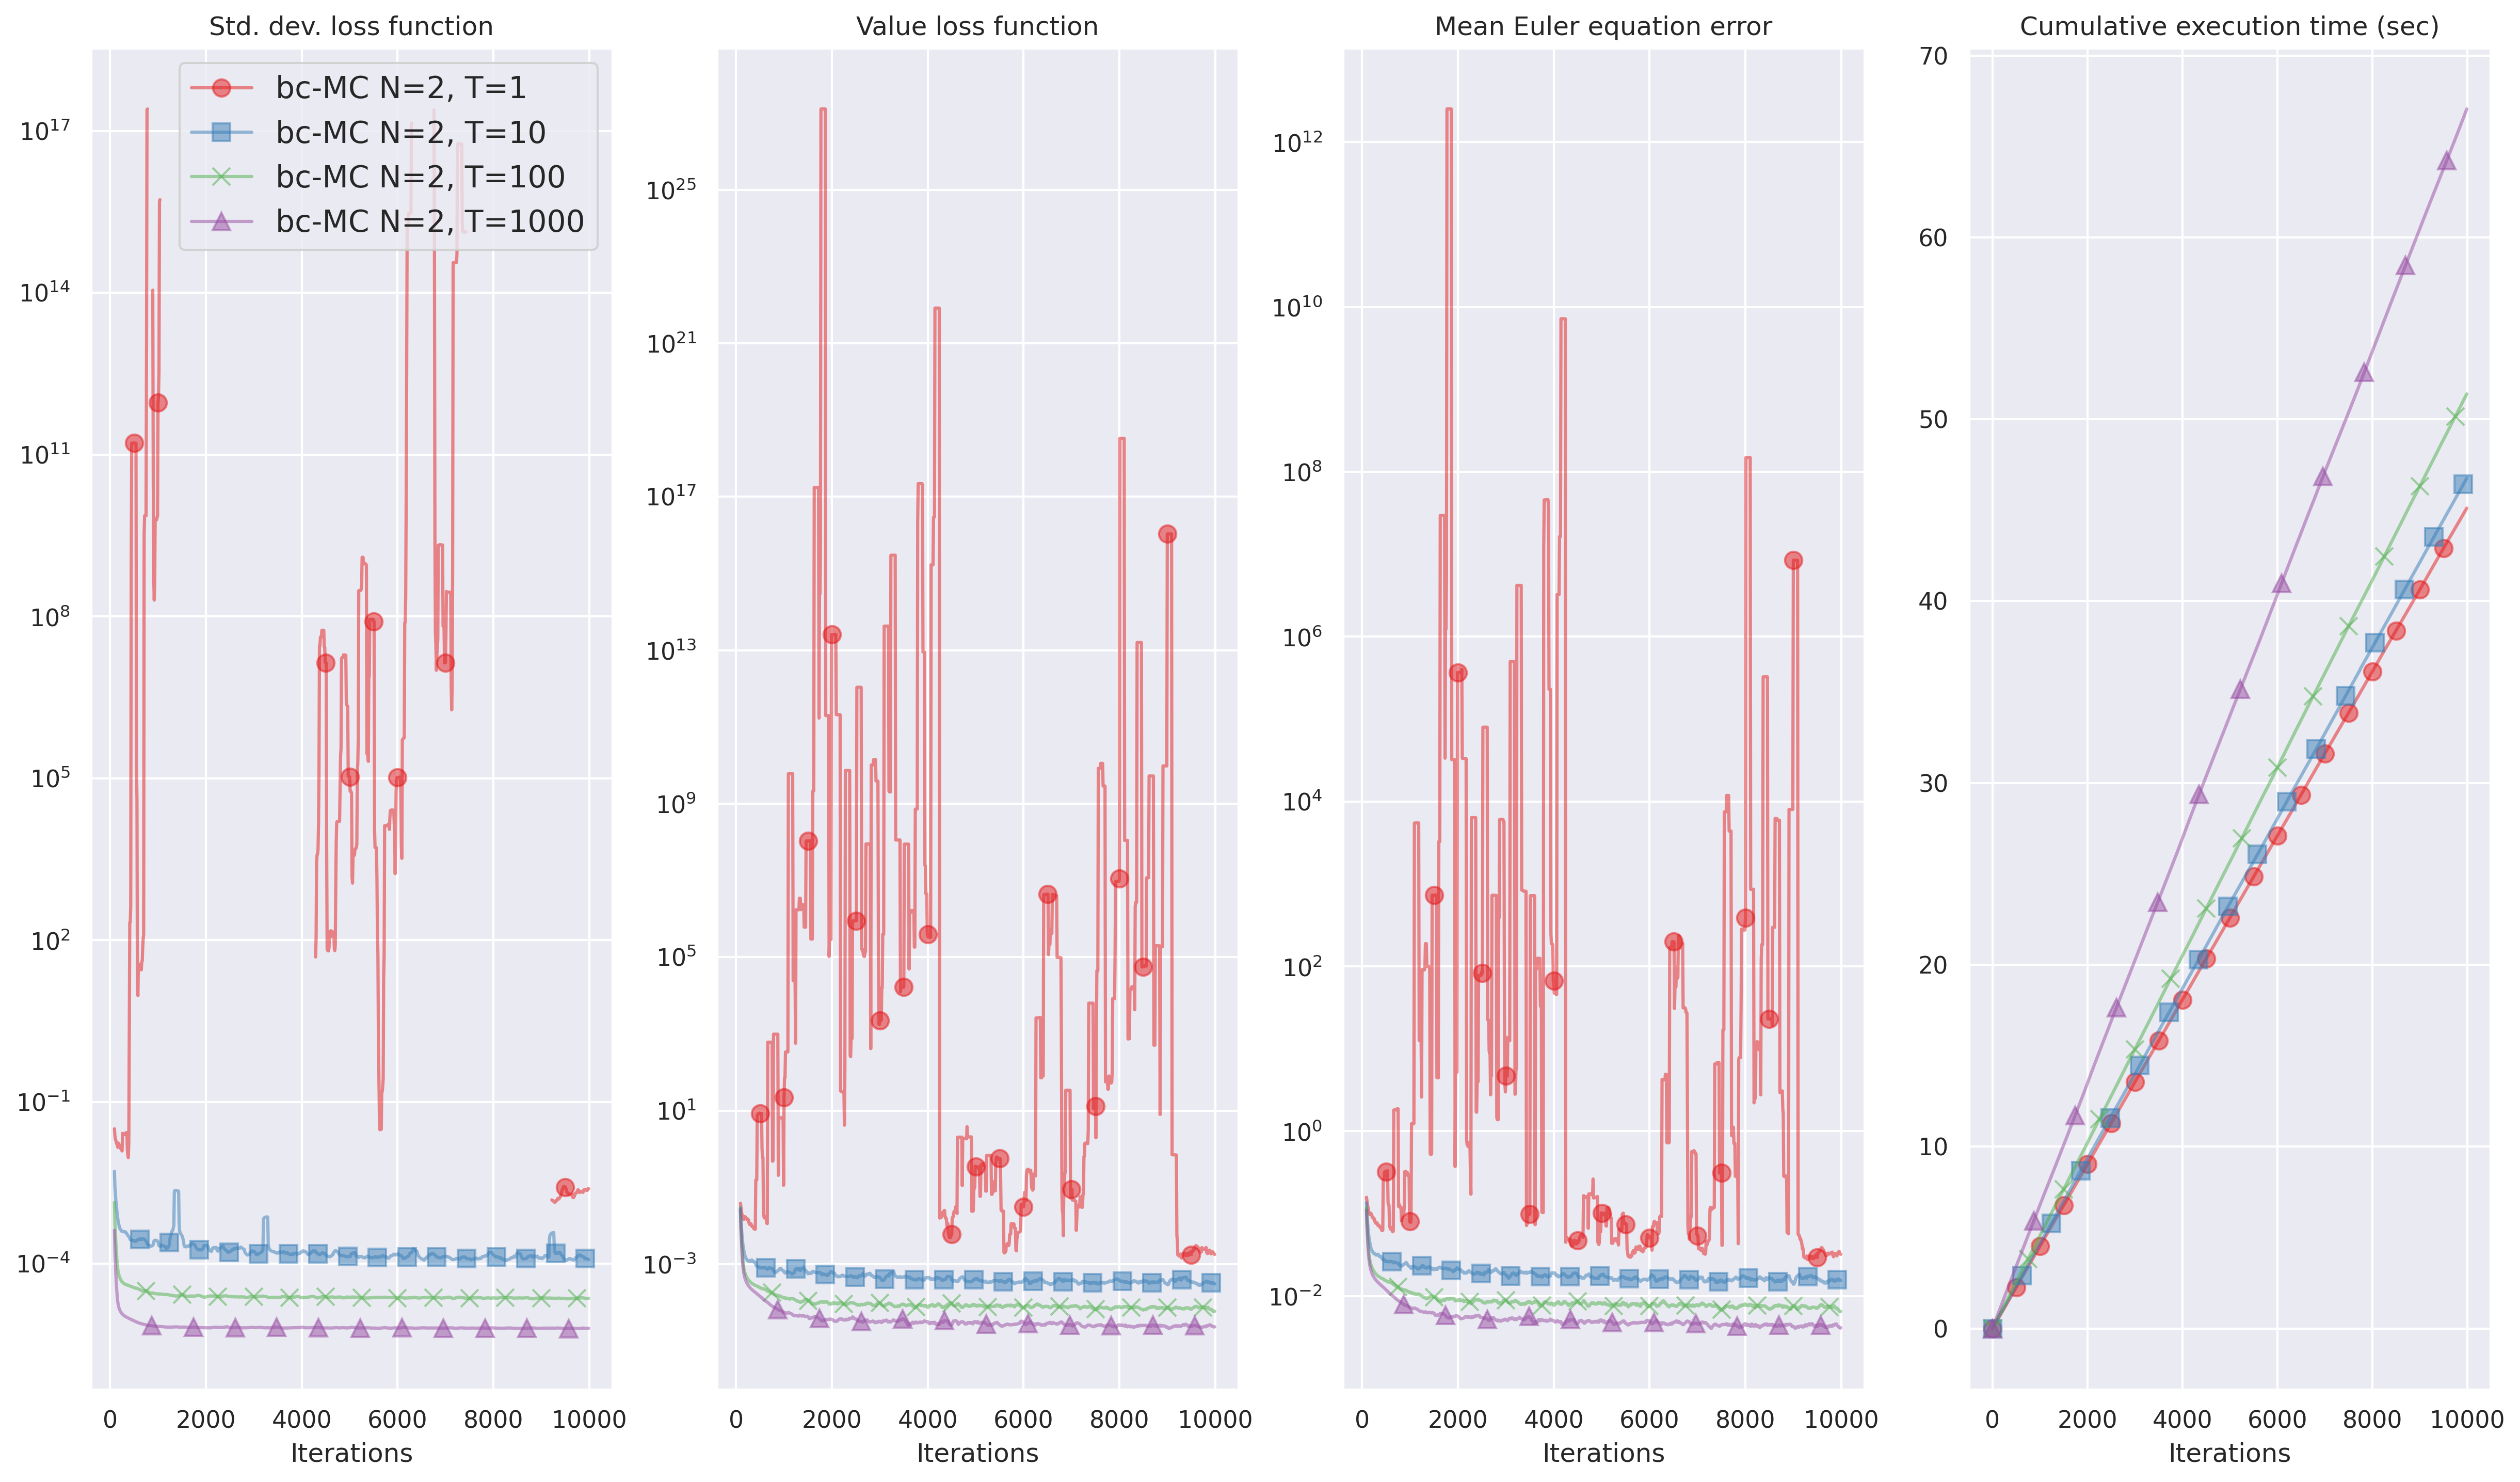 Std. dev. loss function
bc-MC N=2, T=1
bc-MC N=2, T=10
bc-MC N=2, T=100
bc-MC N=2, T=1000
10^17
10^14
10^11
10^8
10^5
10^2
10^−1
10^−4
0 2000 4000 6000 8000 10000
Iterations
Value loss function
10^25
10^21
10^17
10^13
10^9
10^5
10^1
10^−3
0 2000 4000 6000 8000 10000
Iterations
Mean Euler equation error
10^12
10^10
10^8
10^6
10^4
10^2
10^0
10^−2
0 2000 4000 6000 8000 10000
Iterations
Cumulative execution time (sec)
70
60
50
40
30
20
10
0
0 2000 4000 6000 8000 10000
Iterations